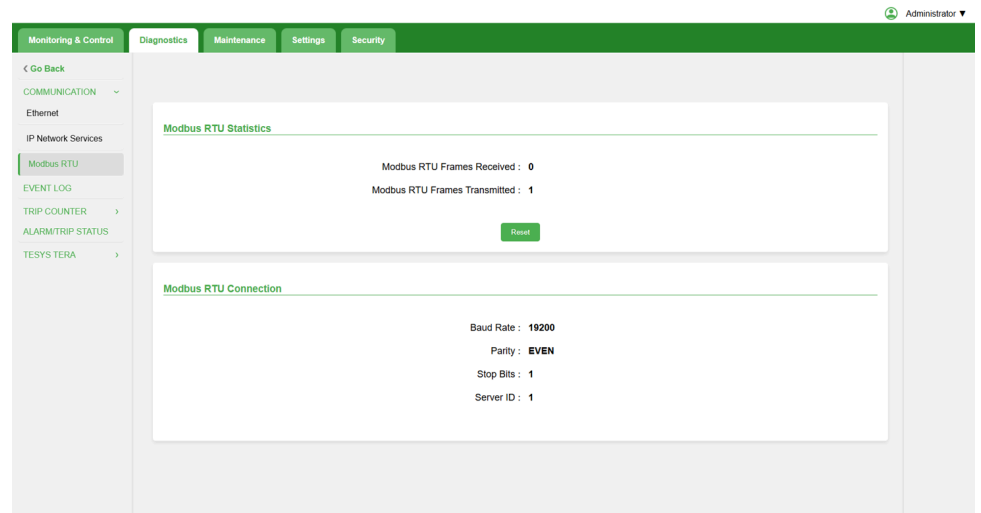 Administrator ▼
Monitoring & Control Diagnostics Maintenance Settings Security
< Go Back
COMMUNICATION
Ethernet
IP Network Services
Modbus RTU
EVENT LOG
TRIP COUNTER
ALARM/TRIP STATUS
TESYS TERA
Modbus RTU Statistics
Modbus RTU Frames Received : 0
Modbus RTU Frames Transmitted : 1
Reset
Modbus RTU Connection
Baud Rate : 19200
Parity : EVEN
Stop Bits : 1
Server ID : 1